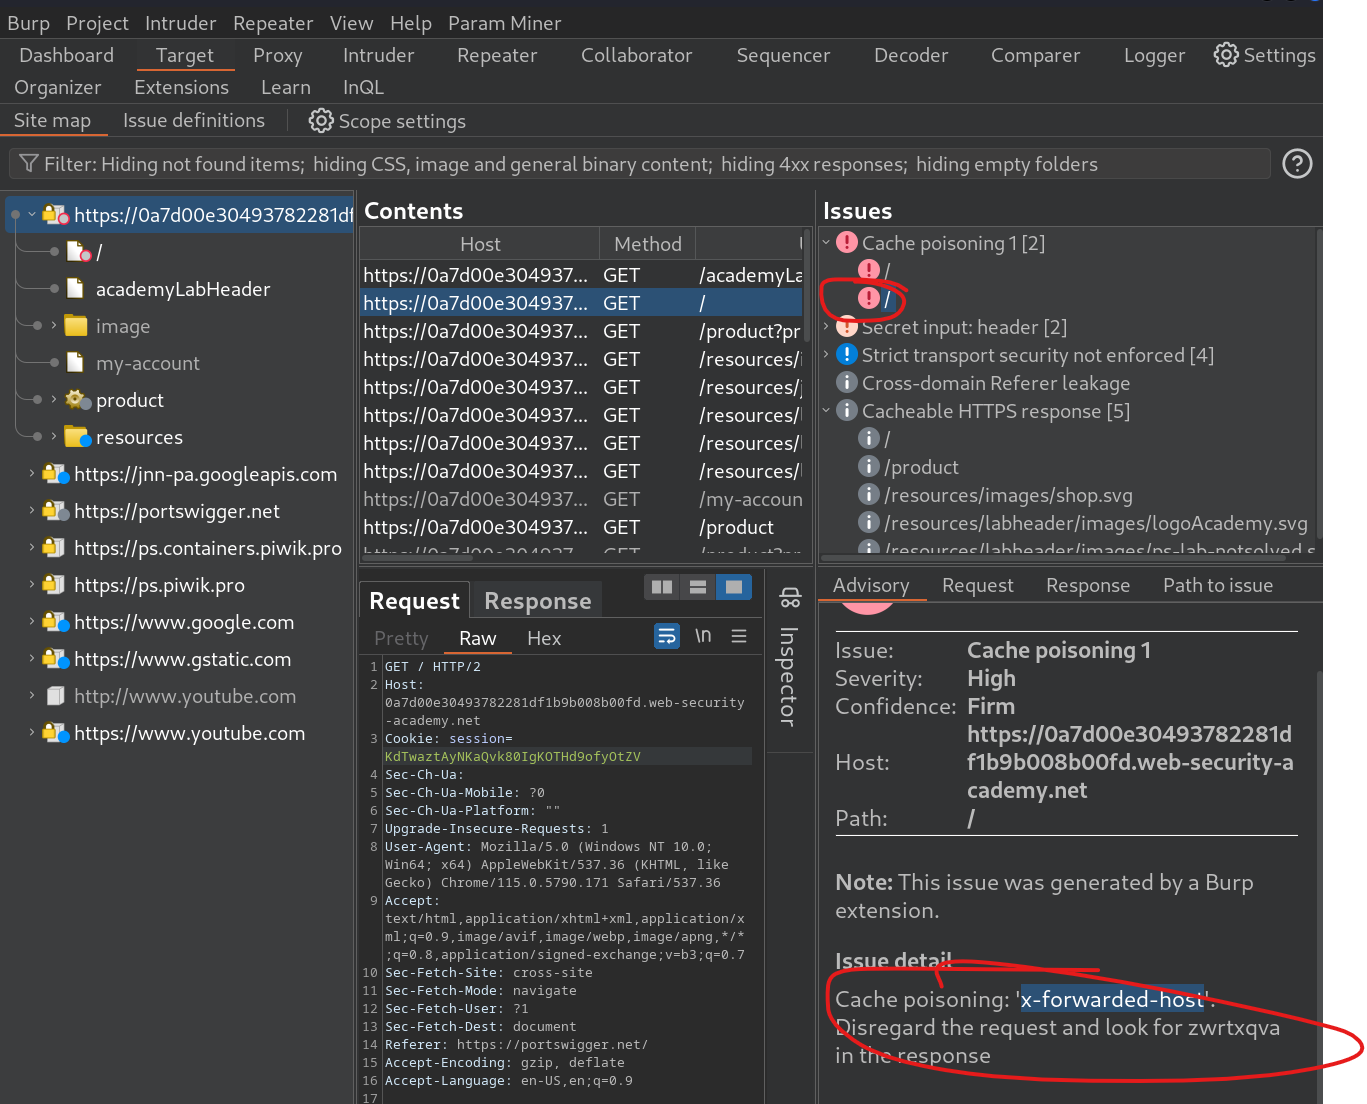 Burp Project Intruder Repeater View Help Param Miner
Dashboard Target Proxy Intruder Repeater Collaborator Sequencer Decoder Comparer Logger Settings
Organizer Extensions Learn InQL
Site map Issue definitions Scope settings
Filter: Hiding not found items; hiding CSS, image and general binary content; hiding 4xx responses; hiding empty folders
https://0a7d00e30493782281df
/
academyLabHeader
image
my-account
product
resources
https://jnn-pa.googleapis.com
https://portswigger.net
https://ps.containers.piwik.pro
https://ps.piwik.pro
https://www.google.com
https://www.gstatic.com
http://www.youtube.com
https://www.youtube.com
Contents
Host Method
https://0a7d00e304937... GET /academyLa
https://0a7d00e304937... GET /
https://0a7d00e304937... GET /product?pr
https://0a7d00e304937... GET /resources/i
https://0a7d00e304937... GET /resources/j
https://0a7d00e304937... GET /resources/l
https://0a7d00e304937... GET /resources/l
https://0a7d00e304937... GET /resources/l
https://0a7d00e304937... GET /my-accoun
https://0a7d00e304937... GET /product
https://0a7d00e304937... GET /product?pr
Issues
Cache poisoning 1 [2]
/
/
Secret input: header [2]
Strict transport security not enforced [4]
Cross-domain Referer leakage
Cacheable HTTPS response [5]
/
/product
/resources/images/shop.svg
/resources/labheader/images/logoAcademy.svg
/resources/labheader/images/ps-lab-notsolved.s
Request Response
Pretty Raw Hex \n
1 GET / HTTP/2
2 Host:
0a7d00e30493782281df1b9b008b00fd.web-security
-academy.net
3 Cookie: session=
KdTwaztAyNKaQvk80IgKOTHd9ofyOtZV
4 Sec-Ch-Ua:
5 Sec-Ch-Ua-Mobile: ?0
6 Sec-Ch-Ua-Platform: ""
7 Upgrade-Insecure-Requests: 1
8 User-Agent: Mozilla/5.0 (Windows NT 10.0;
Win64; x64) AppleWebKit/537.36 (KHTML, like
Gecko) Chrome/115.0.5790.171 Safari/537.36
9 Accept:
text/html,application/xhtml+xml,application/x
ml;q=0.9,image/avif,image/webp,image/apng,*/*
;q=0.8,application/signed-exchange;v=b3;q=0.7
10 Sec-Fetch-Site: cross-site
11 Sec-Fetch-Mode: navigate
12 Sec-Fetch-User: ?1
13 Sec-Fetch-Dest: document
14 Referer: https://portswigger.net/
15 Accept-Encoding: gzip, deflate
16 Accept-Language: en-US,en;q=0.9
17
Inspector
Advisory Request Response Path to issue
Issue: Cache poisoning 1
Severity: High
Confidence: Firm
https://0a7d00e30493782281d
Host: f1b9b008b00fd.web-security-a
cademy.net
Path: /
Note: This issue was generated by a Burp
extension.
Issue detail
Cache poisoning: 'x-forwarded-host'.
Disregard the request and look for zwrtxqva
in the response